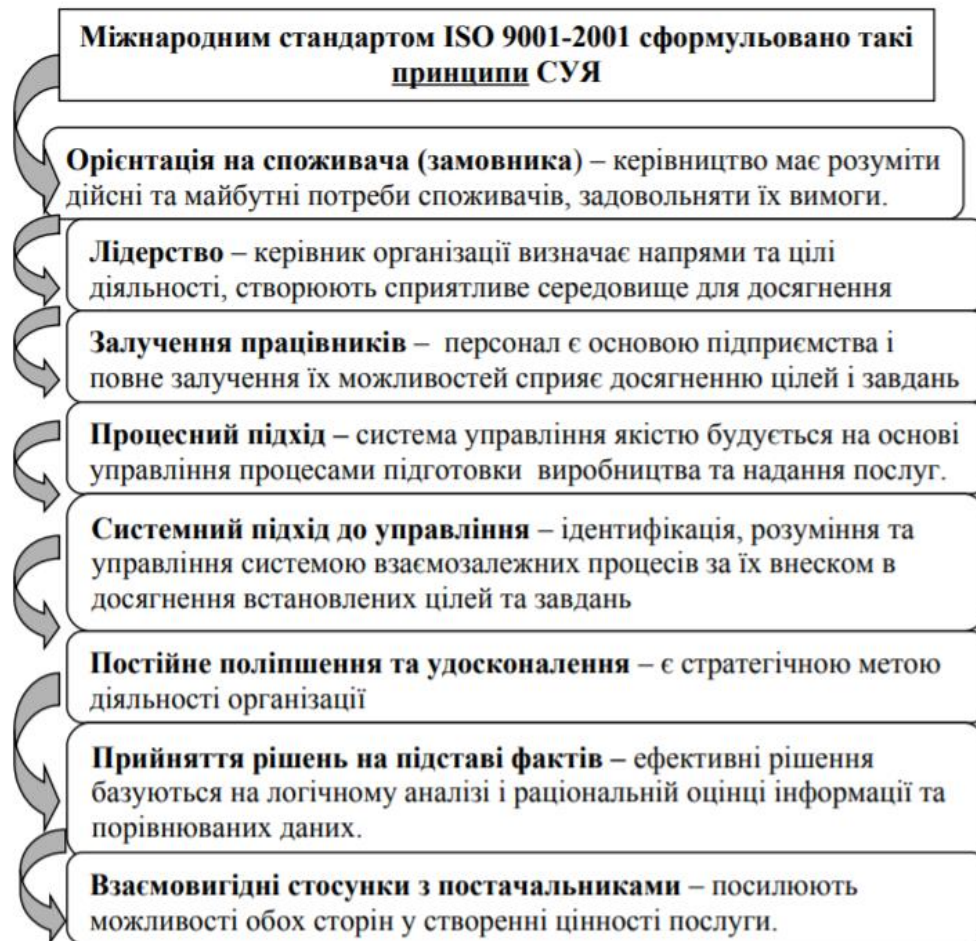 Міжнародним стандартом ISO 9001-2001 сформульовано такі
принципи СУЯ
Орієнтація на споживача (замовника) – керівництво має розуміти
дійсні та майбутні потреби споживачів, задовольняти їх вимоги.
Лідерство – керівник організації визначає напрями та цілі
діяльності, створюють сприятливе середовище для досягнення
Залучення працівників – персонал є основою підприємства і
повне залучення їх можливостей сприяє досягненню цілей і завдань
Процесний підхід – система управління якістю будується на основі
управління процесами підготовки виробництва та надання послуг.
Системний підхід до управління – ідентифікація, розуміння та
управління системою взаємозалежних процесів за їх внеском в
досягнення встановлених цілей та завдань
Постійне поліпшення та удосконалення – є стратегічною метою
діяльності організації
Прийняття рішень на підставі фактів – ефективні рішення
базуються на логічному аналізі і раціональній оцінці інформації та
порівнюваних даних.
Взаємовигідні стосунки з постачальниками – посилюють
можливості обох сторін у створенні цінності послуги.